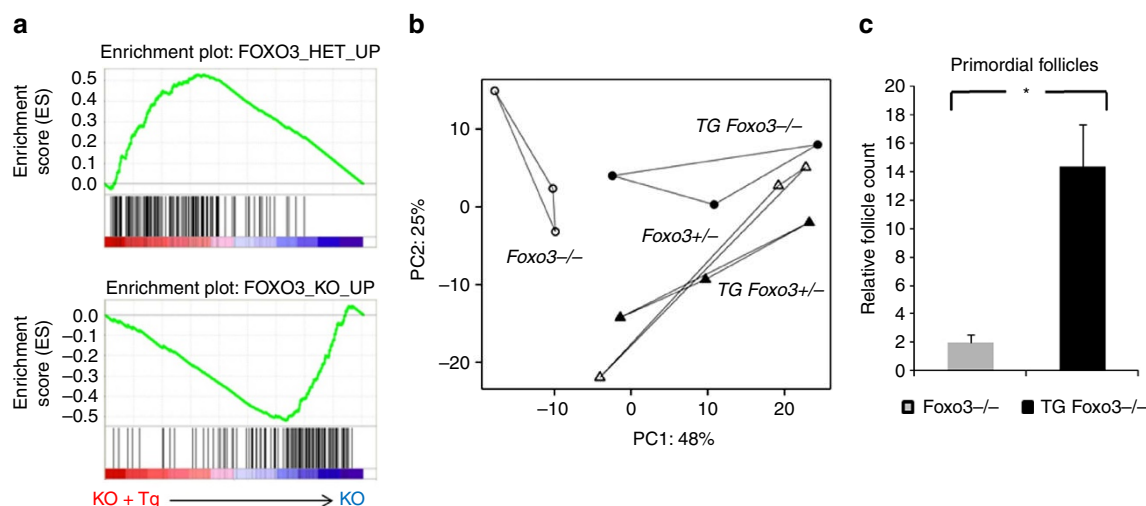 a
Enrichment plot: FOXO3_HET_UP
Enrichment score (ES)
0.5
0.4
0.3
0.2
0.1
0.0
Enrichment plot: FOXO3_KO_UP
Enrichment score (ES)
0.0
–0.1
–0.2
–0.3
–0.4
–0.5
KO + Tg
KO
b
PC2: 25%
10
0
–10
–20
TG Foxo3–/–
Foxo3+/–
Foxo3–/–
TG Foxo3+/–
–10
0
10
20
PC1: 48%
c
Primordial follicles
*
Relative follicle count
20
18
16
14
12
10
8
6
4
2
0
Foxo3–/–
TG Foxo3–/–